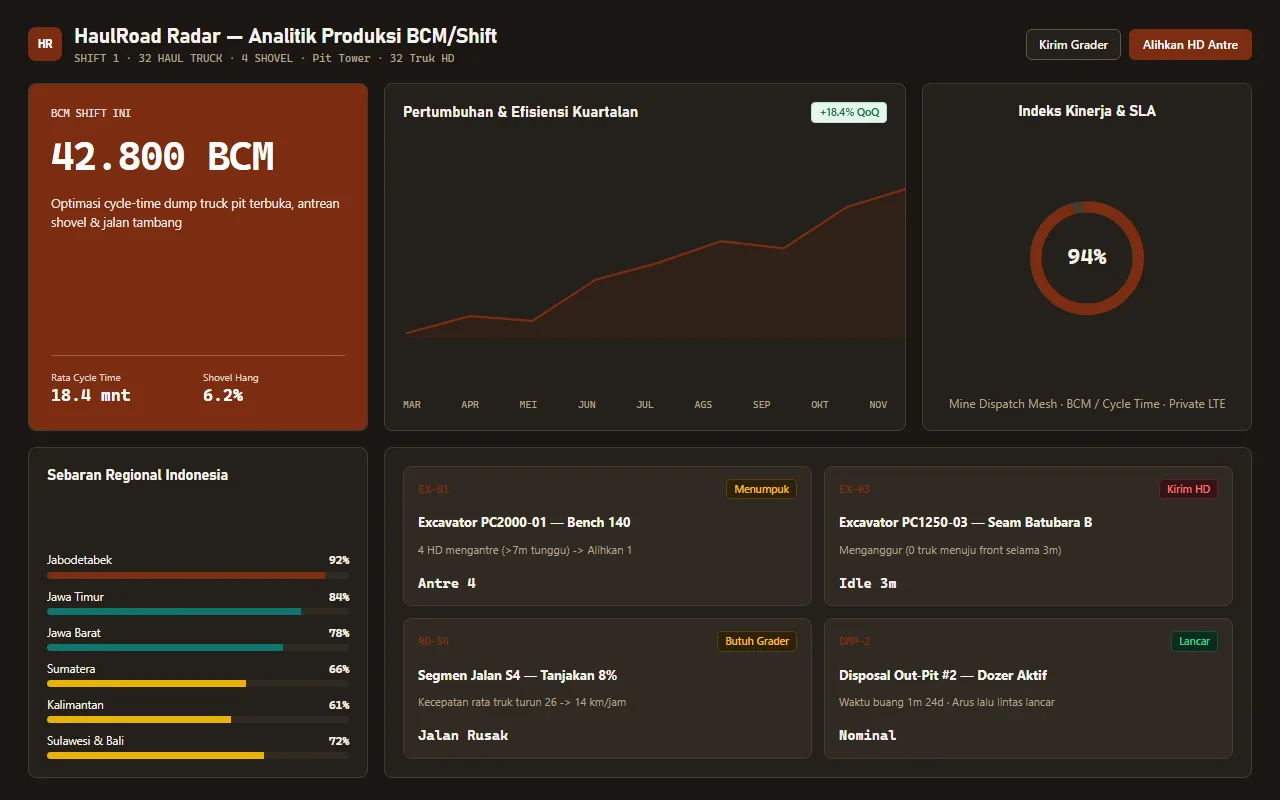 HR
HaulRoad Radar — Analitik Produksi BCM/Shift
SHIFT 1 · 32 HAUL TRUCK · 4 SHOVEL · Pit Tower · 32 Truk HD
Kirim Grader
Alihkan HD Antre
BCM SHIFT INI
42.800 BCM
Optimasi cycle-time dump truck pit terbuka, antrean
shovel & jalan tambang
Rata Cycle Time
18.4 mnt
Shovel Hang
6.2%
Pertumbuhan & Efisiensi Kuartalan
+18.4% QoQ
MAR APR MEI JUN JUL AGS SEP OKT NOV
Indeks Kinerja & SLA
94%
Mine Dispatch Mesh · BCM / Cycle Time · Private LTE
Sebaran Regional Indonesia
Jabodetabek 92%
Jawa Timur 84%
Jawa Barat 78%
Sumatera 66%
Kalimantan 61%
Sulawesi & Bali 72%
EX-01
Menumpuk
Excavator PC2000-01 — Bench 140
4 HD mengantre (>7m tunggu) -> Alihkan 1
Antre 4
EX-03
Kirim HD
Excavator PC1250-03 — Seam Batubara B
Menganggur (0 truk menuju front selama 3m)
Idle 3m
RD-S4
Butuh Grader
Segmen Jalan S4 — Tanjakan 8%
Kecepatan rata truk turun 26 -> 14 km/jam
Jalan Rusak
DMP-2
Lancar
Disposal Out-Pit #2 — Dozer Aktif
Waktu buang 1m 24d · Arus lalu lintas lancar
Nominal